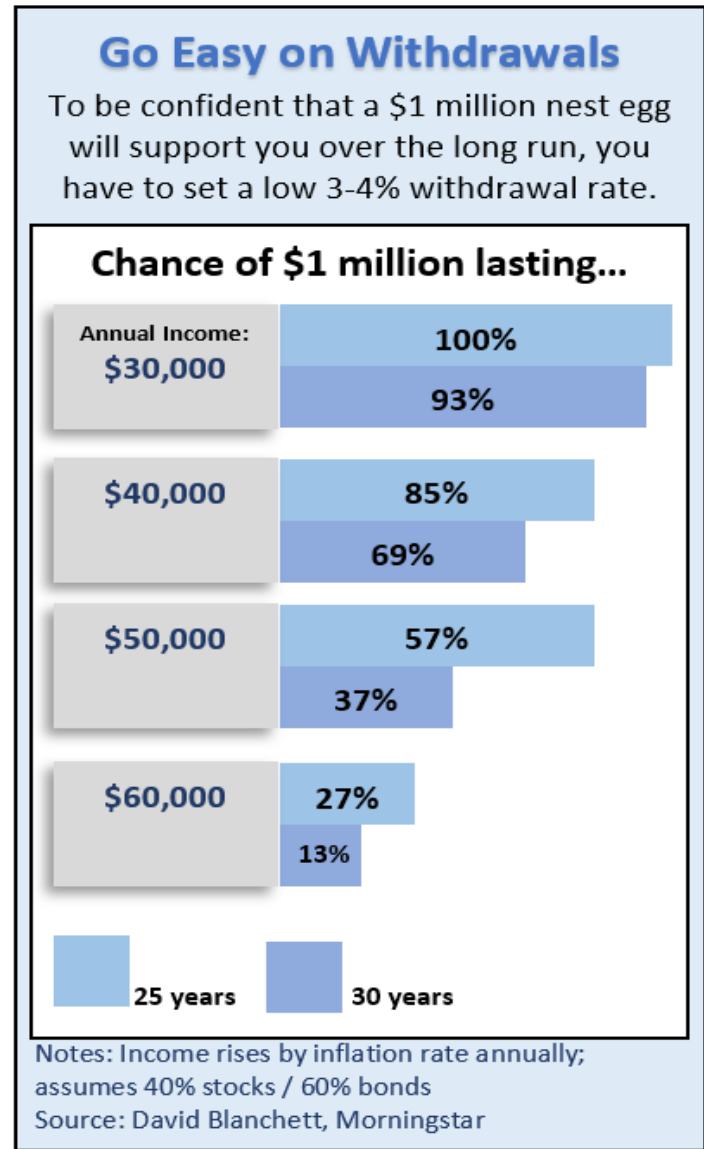 Go Easy on Withdrawals
To be confident that a $1 million nest egg
will support you over the long run, you
have to set a low 3-4% withdrawal rate.
Chance of $1 million lasting...
Annual Income:
$30,000
100%
93%
$40,000
85%
69%
$50,000
57%
37%
$60,000
27%
13%
25 years
30 years
Notes: Income rises by inflation rate annually;
assumes 40% stocks / 60% bonds
Source: David Blanchett, Morningstar